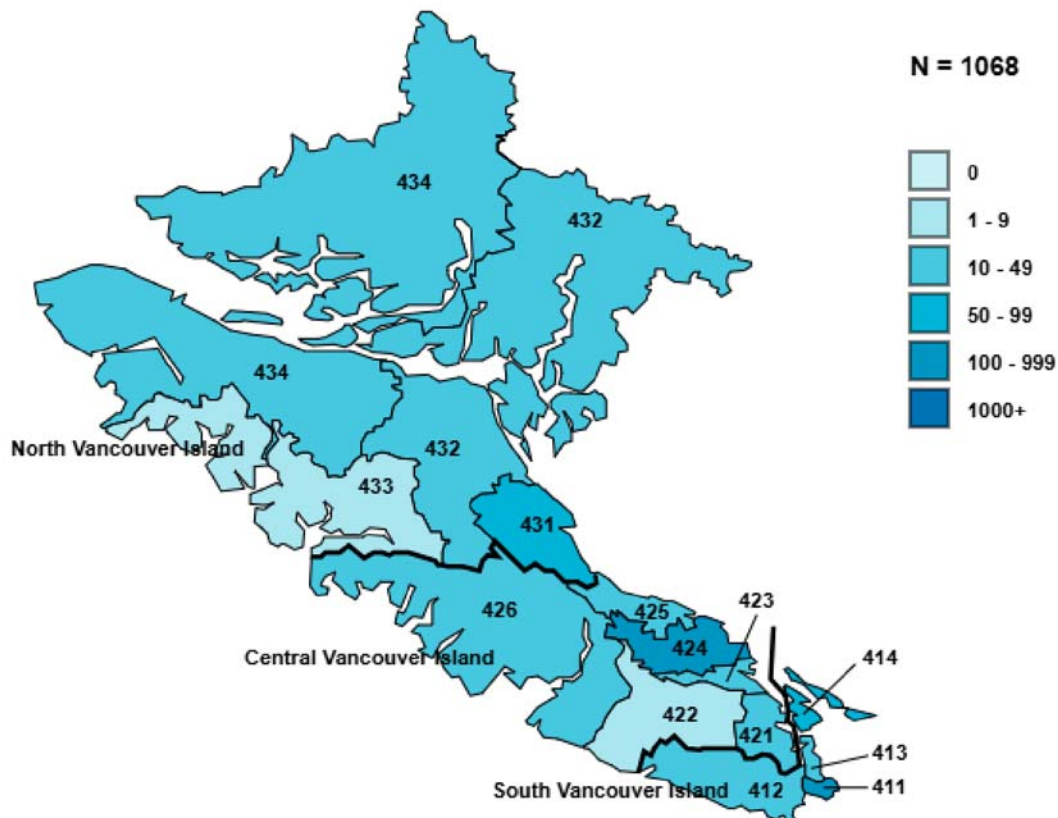 N = 1068
0
1 - 9
10 - 49
50 - 99
100 - 999
1000+
434
432
434
North Vancouver Island
432
433
431
426
425
423
424
Central Vancouver Island
414
422
421
413
South Vancouver Island
412
411